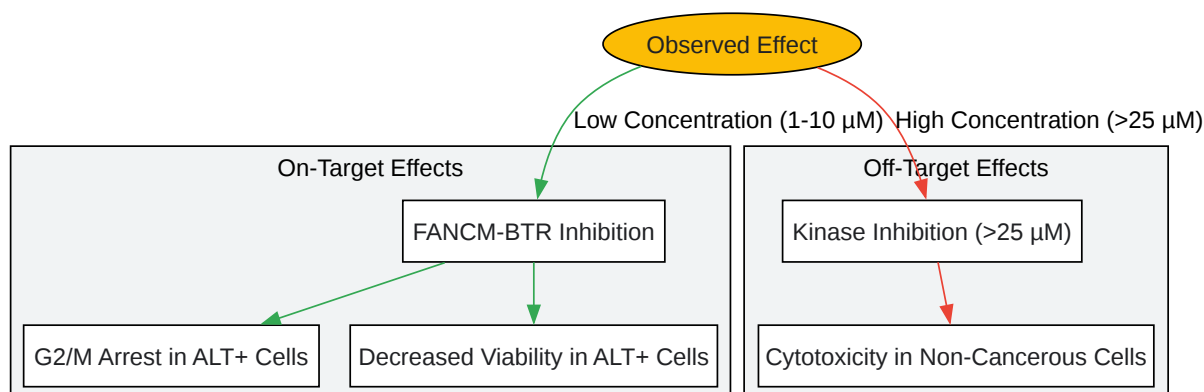 Observed Effect
Low Concentration (1-10 µM)
High Concentration (>25 µM)
On-Target Effects
Off-Target Effects
FANCM-BTR Inhibition
Kinase Inhibition (>25 µM)
G2/M Arrest in ALT+ Cells
Decreased Viability in ALT+ Cells
Cytotoxicity in Non-Cancerous Cells